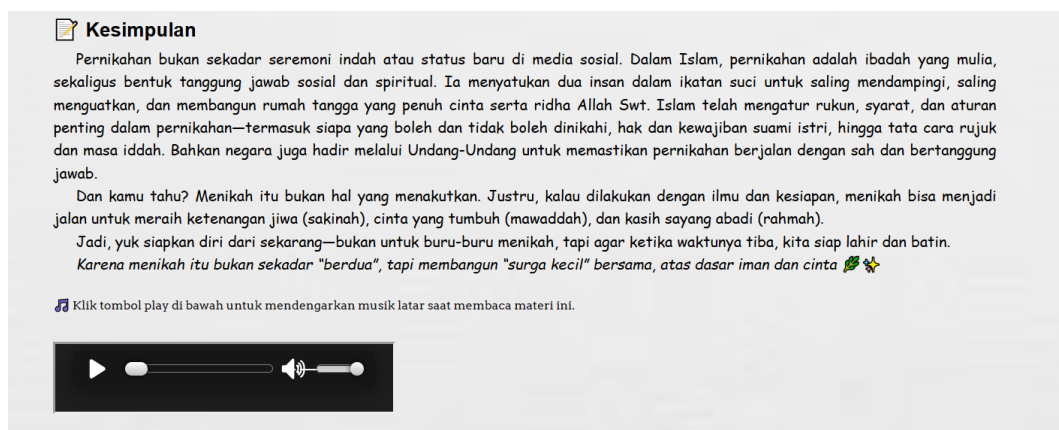 📝 Kesimpulan
Pernikahan bukan sekadar seremoni indah atau status baru di media sosial. Dalam Islam, pernikahan adalah ibadah yang mulia,
sekaligus bentuk tanggung jawab sosial dan spiritual. Ia menyatukan dua insan dalam ikatan suci untuk saling mendampingi, saling
menguatkan, dan membangun rumah tangga yang penuh cinta serta ridha Allah Swt. Islam telah mengatur rukun, syarat, dan aturan
penting dalam pernikahan—termasuk siapa yang boleh dan tidak boleh dinikahi, hak dan kewajiban suami istri, hingga tata cara rujuk
dan masa iddah. Bahkan negara juga hadir melalui Undang-Undang untuk memastikan pernikahan berjalan dengan sah dan bertanggung
jawab.
Dan kamu tahu? Menikah itu bukan hal yang menakutkan. Justru, kalau dilakukan dengan ilmu dan kesiapan, menikah bisa menjadi
jalan untuk meraih ketenangan jiwa (sakinah), cinta yang tumbuh (mawaddah), dan kasih sayang abadi (rahmah).
Jadi, yuk siapkan diri dari sekarang—bukan untuk buru-buru menikah, tapi agar ketika waktunya tiba, kita siap lahir dan batin.
Karena menikah itu bukan sekadar “berdua”, tapi membangun “surga kecil” bersama, atas dasar iman dan cinta 🌿✨
🎵 Klik tombol play di bawah untuk mendengarkan musik latar saat membaca materi ini.